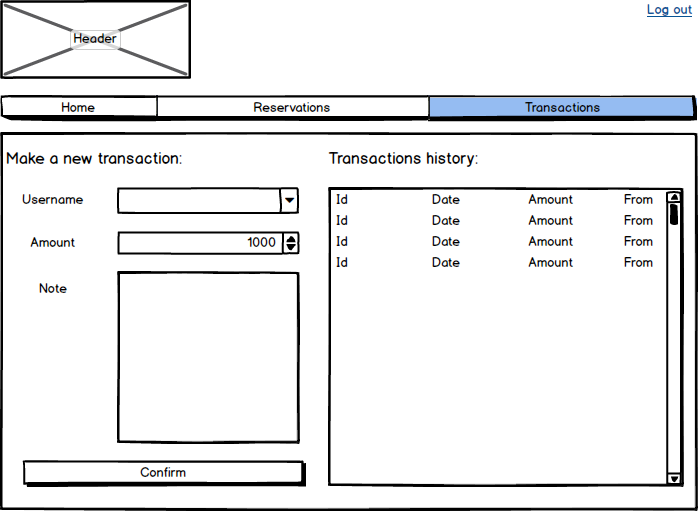 Header
Log out
Home Reservations Transactions
Make a new transaction:
Username
Amount 1000
Note
Confirm
Transactions history:
Id Date Amount From
Id Date Amount From
Id Date Amount From
Id Date Amount From